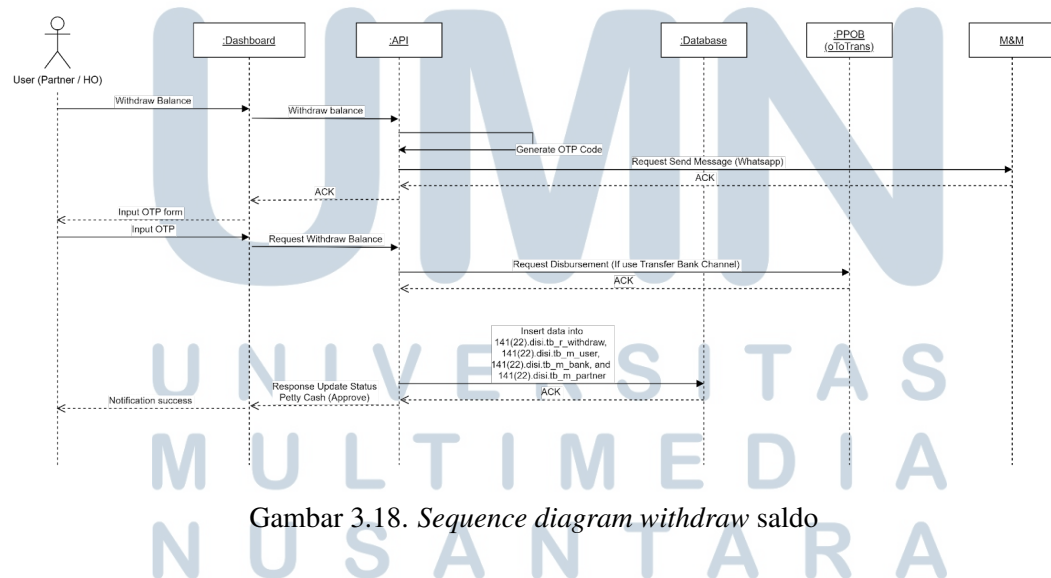 :Dashboard
:API
:Database
:PPOB
(oToTrans)
M&M
User (Partner / HO)
Withdraw Balance
Withdraw balance
Generate OTP Code
Request Send Message (Whatsapp)
ACK
ACK
Input OTP form
Input OTP
Request Withdraw Balance
Request Disbursement (If use Transfer Bank Channel)
ACK
Insert data into
141(22).disi.tb_r_withdraw,
141(22).disi.tb_m_user,
141(22).disi.tb_m_bank, and
141(22).disi.tb_m_partner
Response Update Status
Petty Cash (Approve)
ACK
Notification success
Gambar 3.18. Sequence diagram withdraw saldo
UMN
UNIVERSITAS
MULTIMEDIA
NUSANTARA